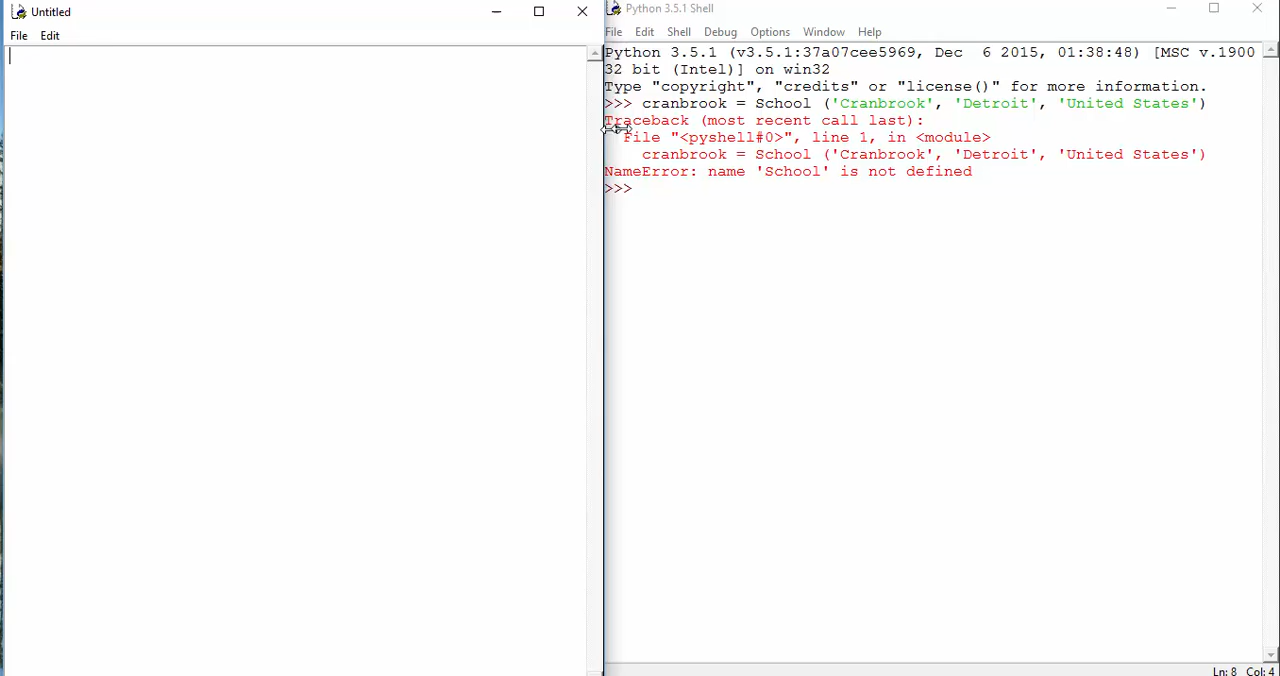 Untitled
File Edit
Python 3.5.1 Shell
File Edit Shell Debug Options Window Help
Python 3.5.1 (v3.5.1:37a07cee5969, Dec  6 2015, 01:38:48) [MSC v.1900
32 bit (Intel)] on win32
Type "copyright", "credits" or "license()" for more information.
>>> cranbrook = School ('Cranbrook', 'Detroit', 'United States')
Traceback (most recent call last):
  File "<pyshell#0>", line 1, in <module>
    cranbrook = School ('Cranbrook', 'Detroit', 'United States')
NameError: name 'School' is not defined
>>>
Ln: 8 Col: 4